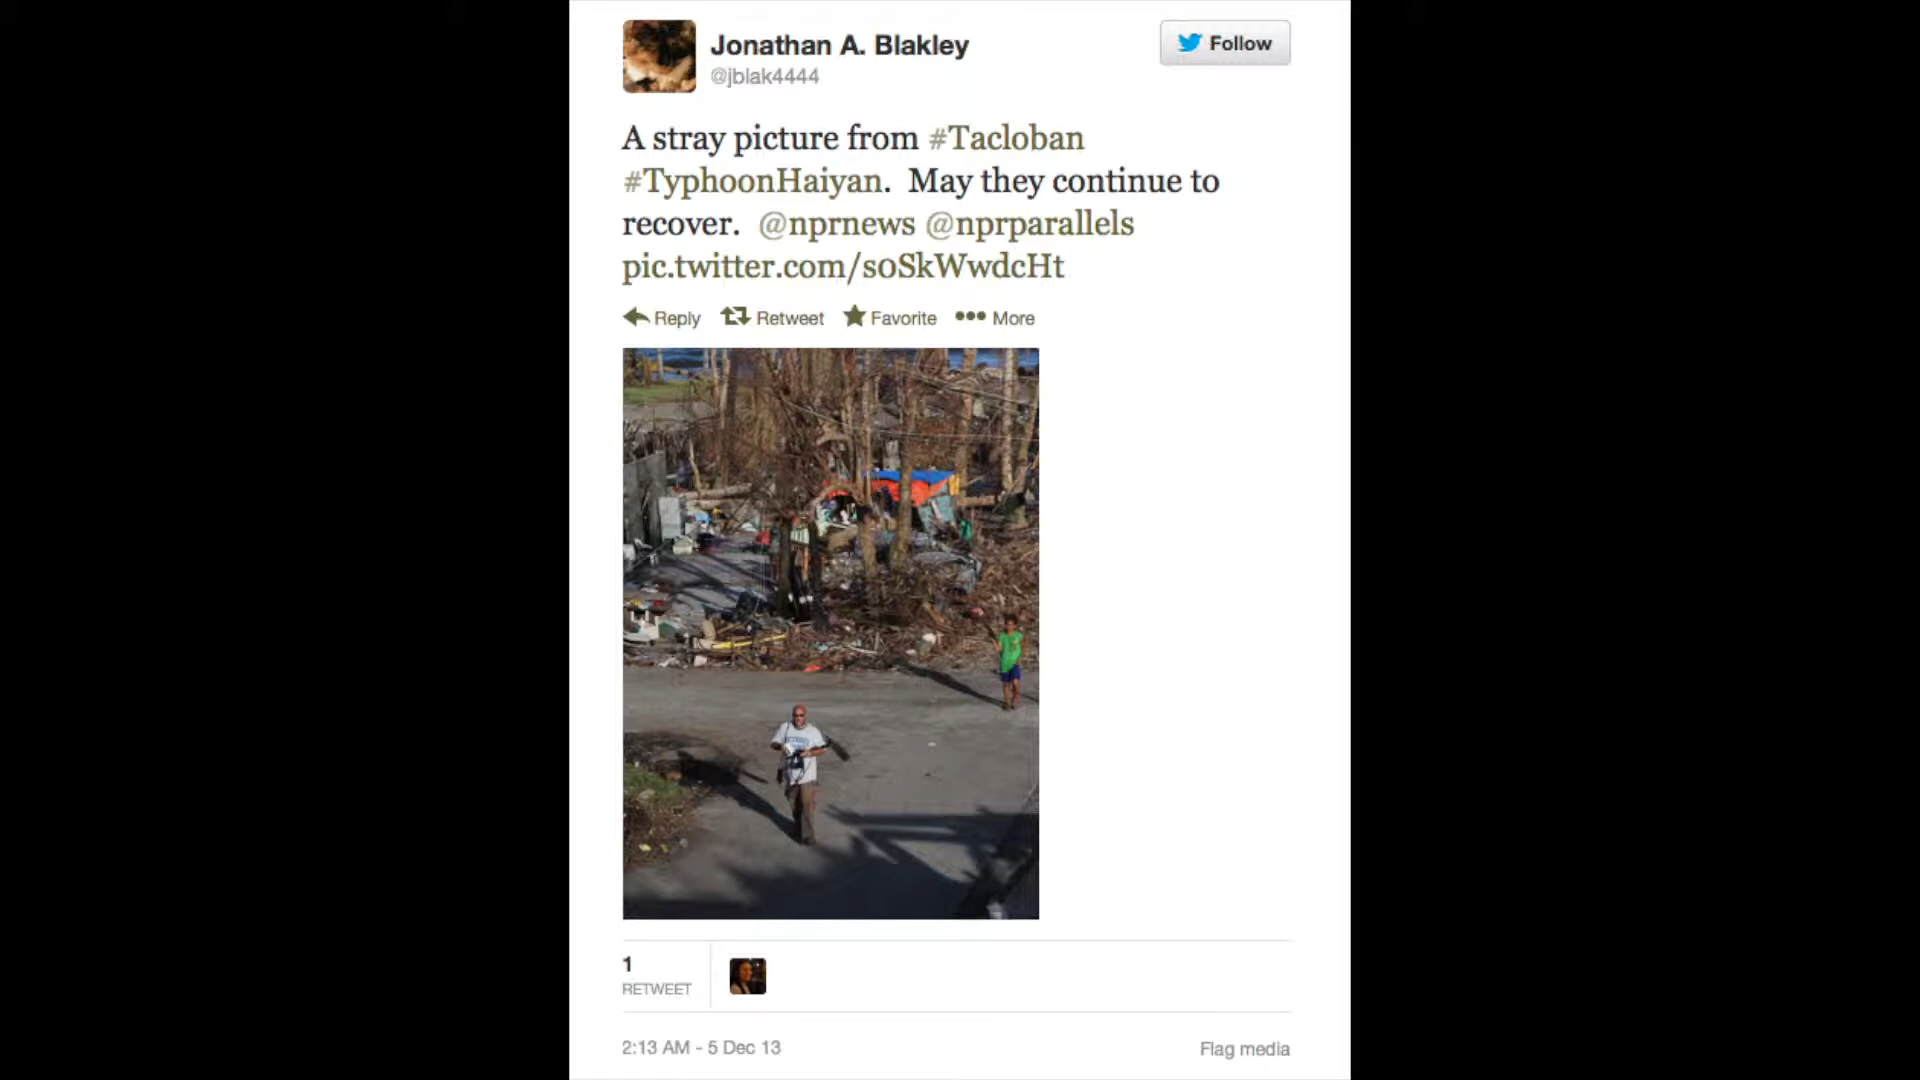 Jonathan A. Blakley
Follow
@jblak4444
A stray picture from #Tacloban
#TyphoonHaiyan.  May they continue to
recover.  @nprnews @nprparallels
pic.twitter.com/s0SkWwdcHt
Reply Retweet Favorite More
1
RETWEET
2:13 AM - 5 Dec 13
Flag media